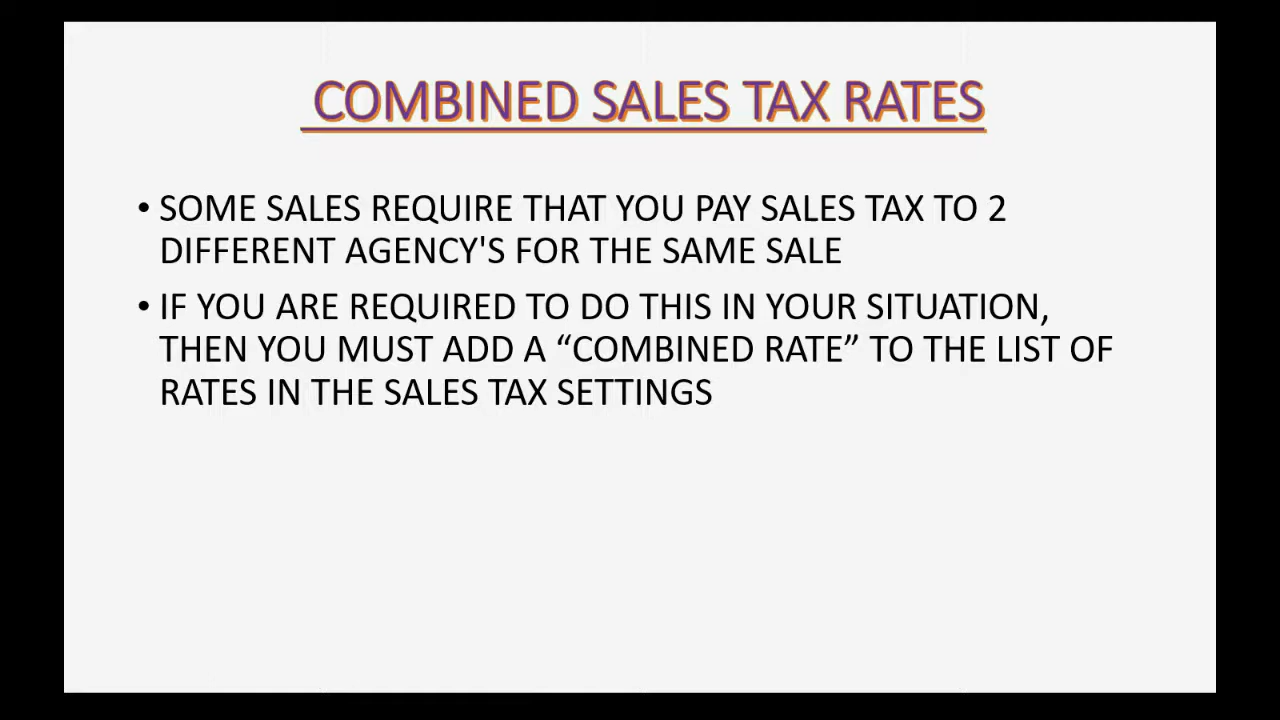 COMBINED SALES TAX RATES
• SOME SALES REQUIRE THAT YOU PAY SALES TAX TO 2
DIFFERENT AGENCY'S FOR THE SAME SALE
• IF YOU ARE REQUIRED TO DO THIS IN YOUR SITUATION,
THEN YOU MUST ADD A “COMBINED RATE” TO THE LIST OF
RATES IN THE SALES TAX SETTINGS